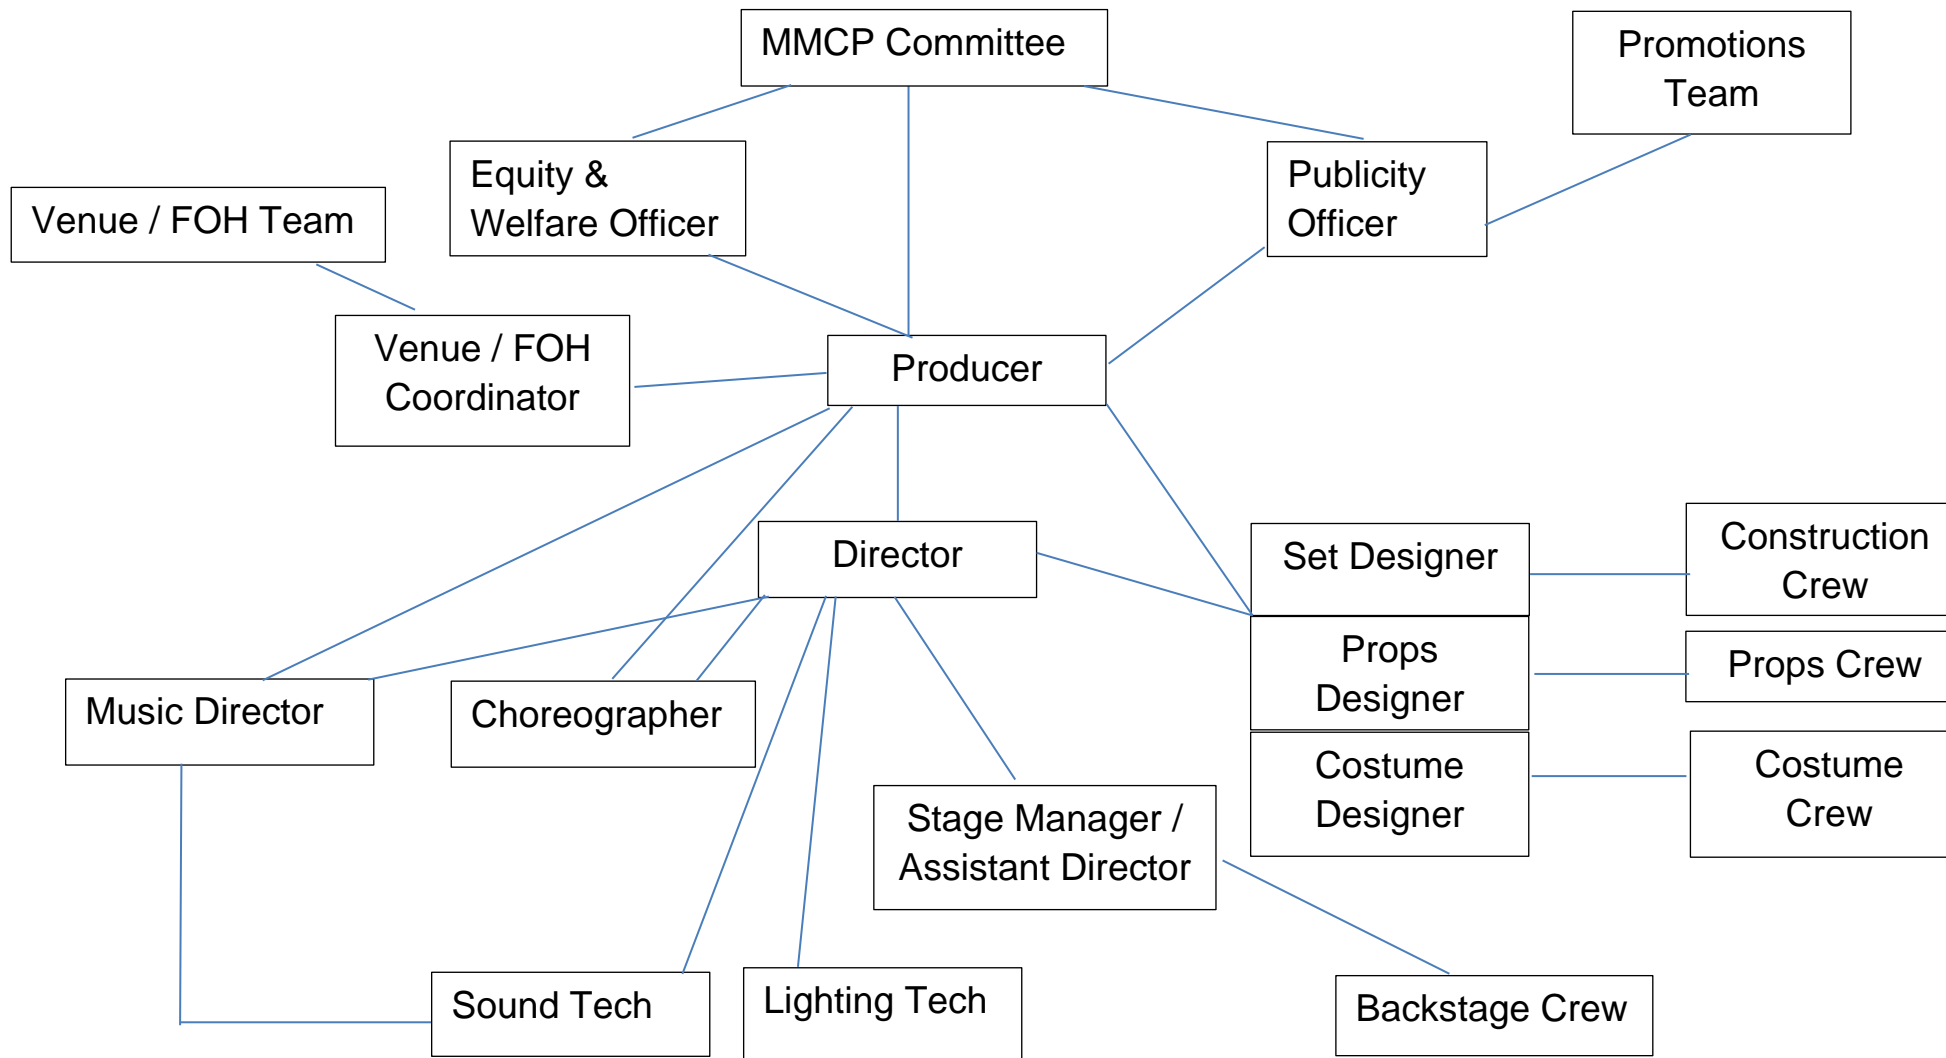 MMCP Committee
Promotions
Team
Equity &
Welfare Officer
Publicity
Officer
Venue / FOH Team
Venue / FOH
Coordinator
Producer
Director
Set Designer
Construction
Crew
Props
Designer
Props Crew
Music Director
Choreographer
Costume
Designer
Costume
Crew
Stage Manager /
Assistant Director
Sound Tech
Lighting Tech
Backstage Crew